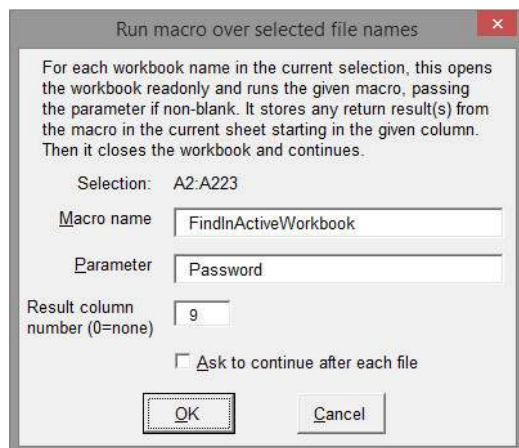 Run macro over selected file names
x
For each workbook name in the current selection, this opens
the workbook readonly and runs the given macro, passing
the parameter if non-blank. It stores any return result(s) from
the macro in the current sheet starting in the given column.
Then it closes the workbook and continues.
Selection: A2:A223
Macro name FindInActiveWorkbook
Parameter Password
Result column
number (0=none) 9
Ask to continue after each file
OK Cancel